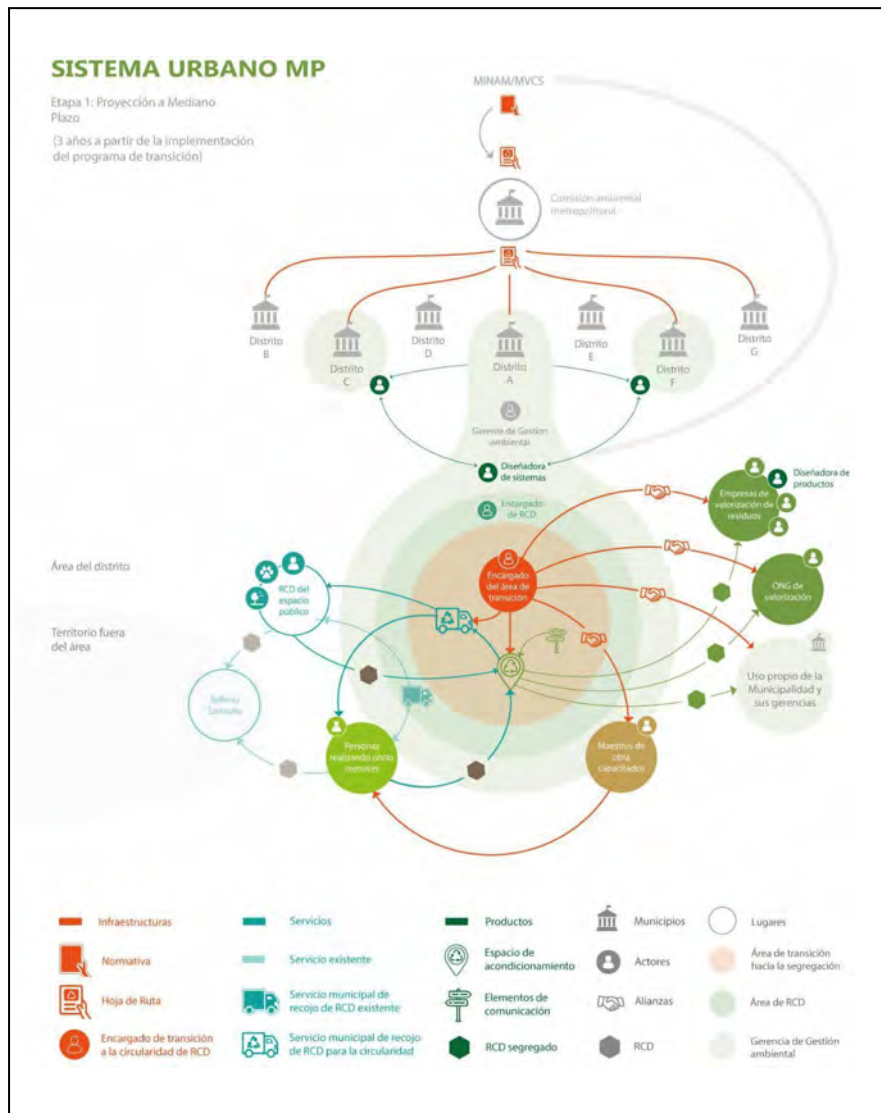 SISTEMA URBANO MP
Etapa 1: Proyección a Mediano
Plazo
(3 años a partir de la implementación
del programa de transición)
MINAM/MVCS
Comisión ambiental
metropolitana
Distrito
B
Distrito
C
Distrito
D
Distrito
A
Distrito
E
Distrito
F
Distrito
G
Gerente de Gestion
ambiental
Diseñadora
de sistemas
Encargado
de RCD
Diseñadora de
productos
Empresas de
valorización de
residuos
Área del distrito
RCD del
espacio
público
Encargado
del área de
transición
ONG de
valorización
Territorio fuera
del área
Relleno
Sanitario
Uso propio de la
Municipalidad y
sus gerencias
Personas
realizando obras
menores
Maestros de
obra
capacitados
Infraestructuras
Servicios
Productos
Municipios
Lugares
Normativa
Servicio existente
Espacio de
acondicionamiento
Actores
Área de transición
hacia la segregación
Hoja de Ruta
Servicio municipal de
recojo de RCD existente
Elementos de
comunicación
Alianzas
Área de RCD
Encargado de transición
a la circularidad de RCD
Servicio municipal de recojo
de RCD para la circularidad
RCD segregado
RCD
Gerencia de Gestión
ambiental